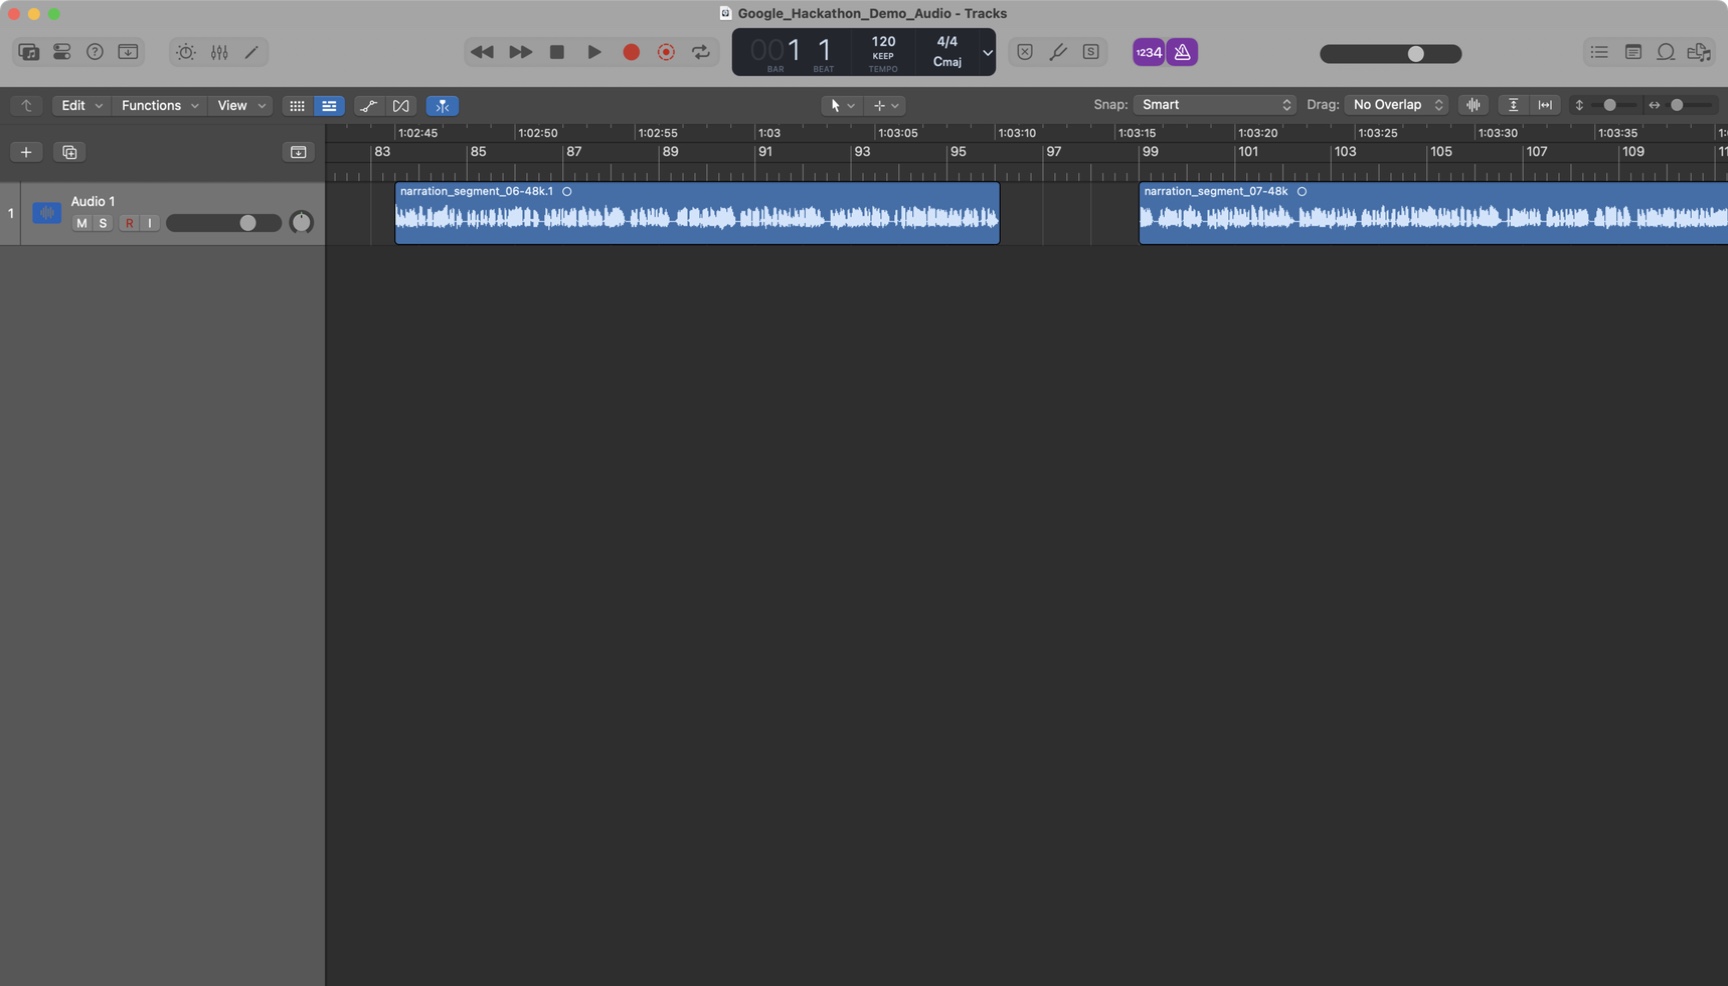 Google_Hackathon_Demo_Audio - Tracks
001 1
BAR BEAT
120
KEEP
TEMPO
4/4
Cmaj
S
1234
Edit Functions View
Snap: Smart Drag: No Overlap
1:02:45 1:02:50 1:02:55 1:03 1:03:05 1:03:10 1:03:15 1:03:20 1:03:25 1:03:30 1:03:35
83 85 87 89 91 93 95 97 99 101 103 105 107 109
1 Audio 1
M S R I
narration_segment_06-48k.1
narration_segment_07-48k